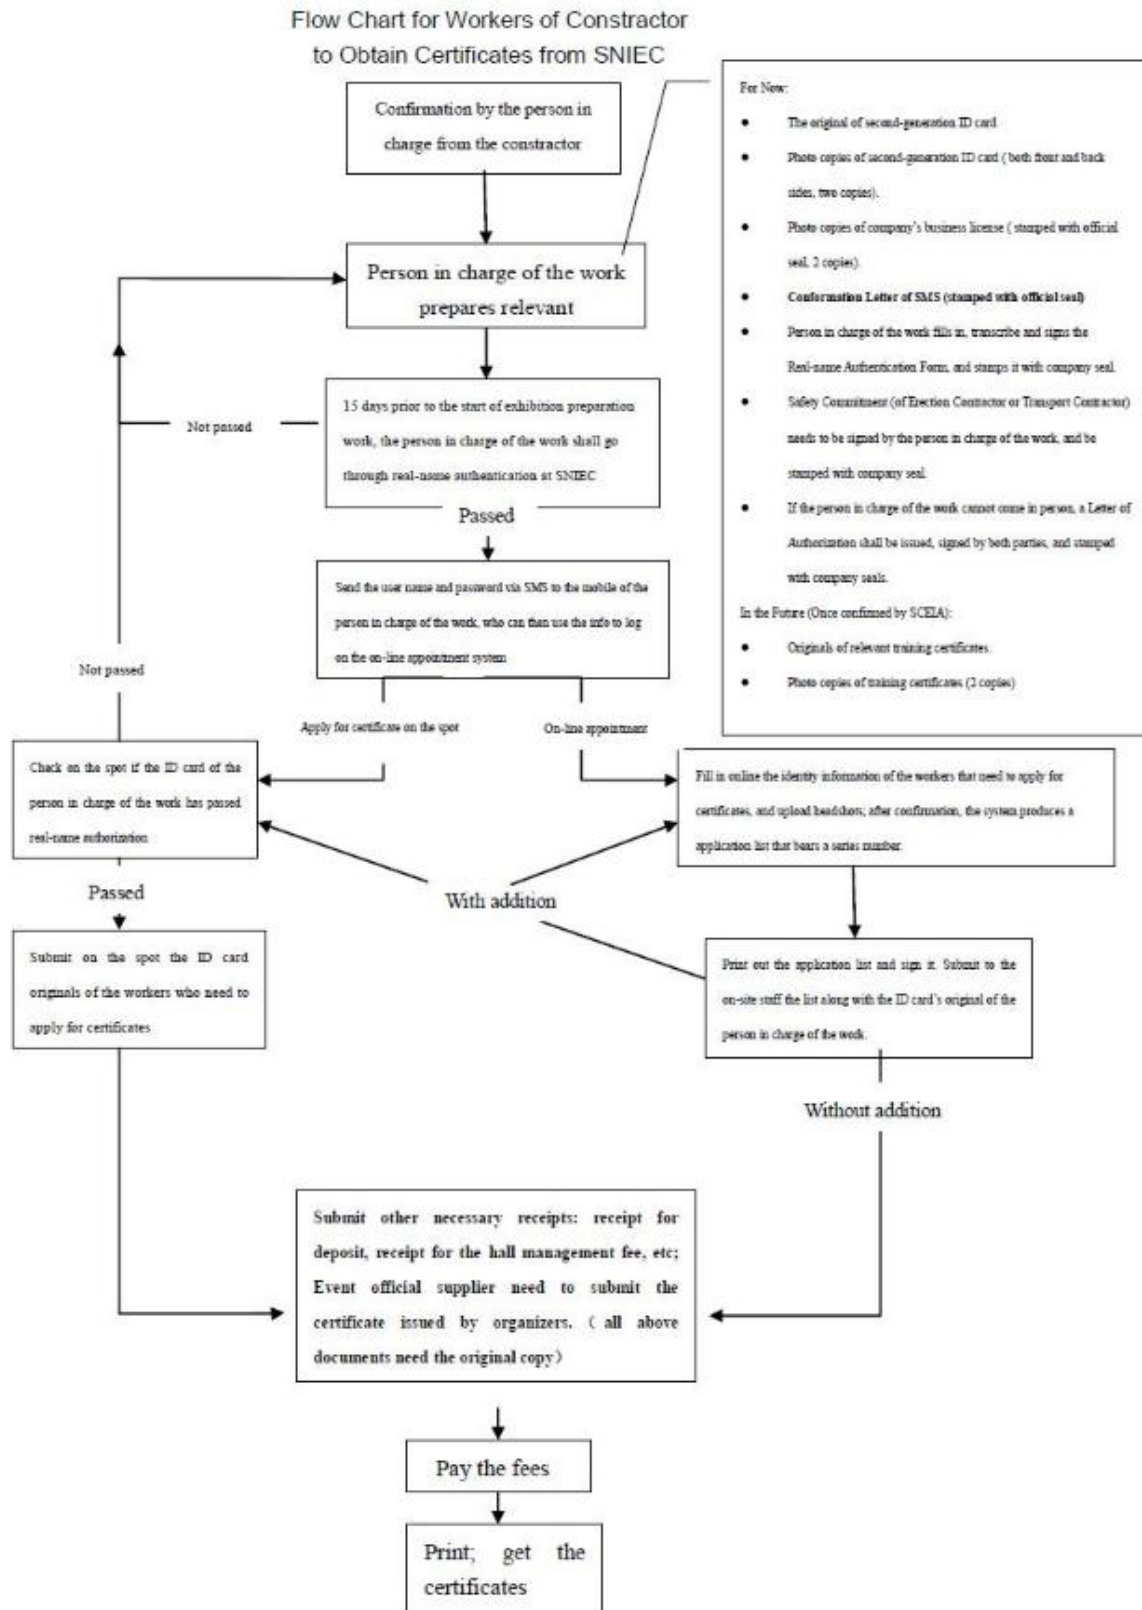 Flow Chart for Workers of Constractor
to Obtain Certificates from SNIEC
Confirmation by the person in
charge from the constractor
For Now:
● The original of second-generation ID card
● Photo copies of second-generation ID card ( both front and back
sides, two copies).
● Photo copies of company's business license ( stamped with official
seal, 2 copies).
● Conformation Letter of SMS (stamped with official seal)
● Person in charge of the work fills in, transcribe and signs the
Real-name Authentication Form, and stamps it with company seal.
● Safety Commitment (of Erection Contractor or Transport Contractor)
needs to be signed by the person in charge of the work, and be
stamped with company seal.
● If the person in charge of the work cannot come in person, a Letter of
Authorization shall be issued, signed by both parties, and stamped
with company seals.
In the Future (Once confirmed by SCEIA):
● Originals of relevant training certificates.
● Photo copies of training certificates (2 copies)
Person in charge of the work
prepares relevant
15 days prior to the start of exhibition preparation
work, the person in charge of the work shall go
through real-name authentication at SNIEC
Not passed
Passed
Send the user name and password via SMS to the mobile of the
person in charge of the work, who can then use the info to log
on the on-line appointment system
Not passed
Apply for certificate on the spot
On-line appointment
Check on the spot if the ID card of the
person in charge of the work has passed
real-name authorization
Fill in online the identity information of the workers that need to apply for
certificates, and upload headshots; after confirmation, the system produces a
application list that bears a series number.
Passed
With addition
Submit on the spot the ID card
originals of the workers who need to
apply for certificates
Print out the application list and sign it. Submit to the
on-site staff the list along with the ID card's original of the
person in charge of the work.
Without addition
Submit other necessary receipts: receipt for
deposit, receipt for the hall management fee, etc;
Event official supplier need to submit the
certificate issued by organizers. ( all above
documents need the original copy)
Pay the fees
Print; get the
certificates